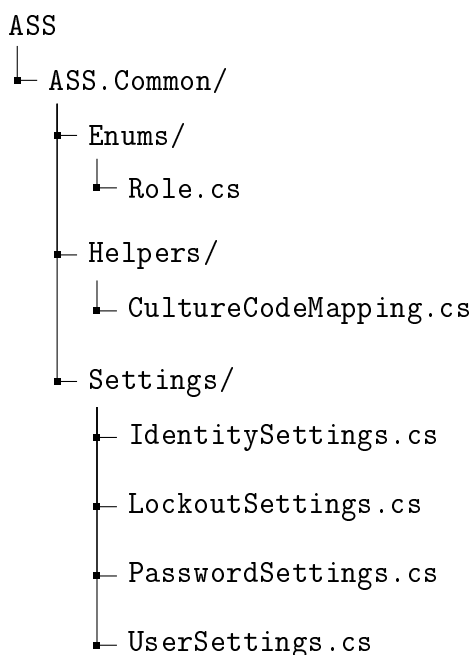 ASS
ASS.Common/
Enums/
Role.cs
Helpers/
CultureCodeMapping.cs
Settings/
IdentitySettings.cs
LockoutSettings.cs
PasswordSettings.cs
UserSettings.cs